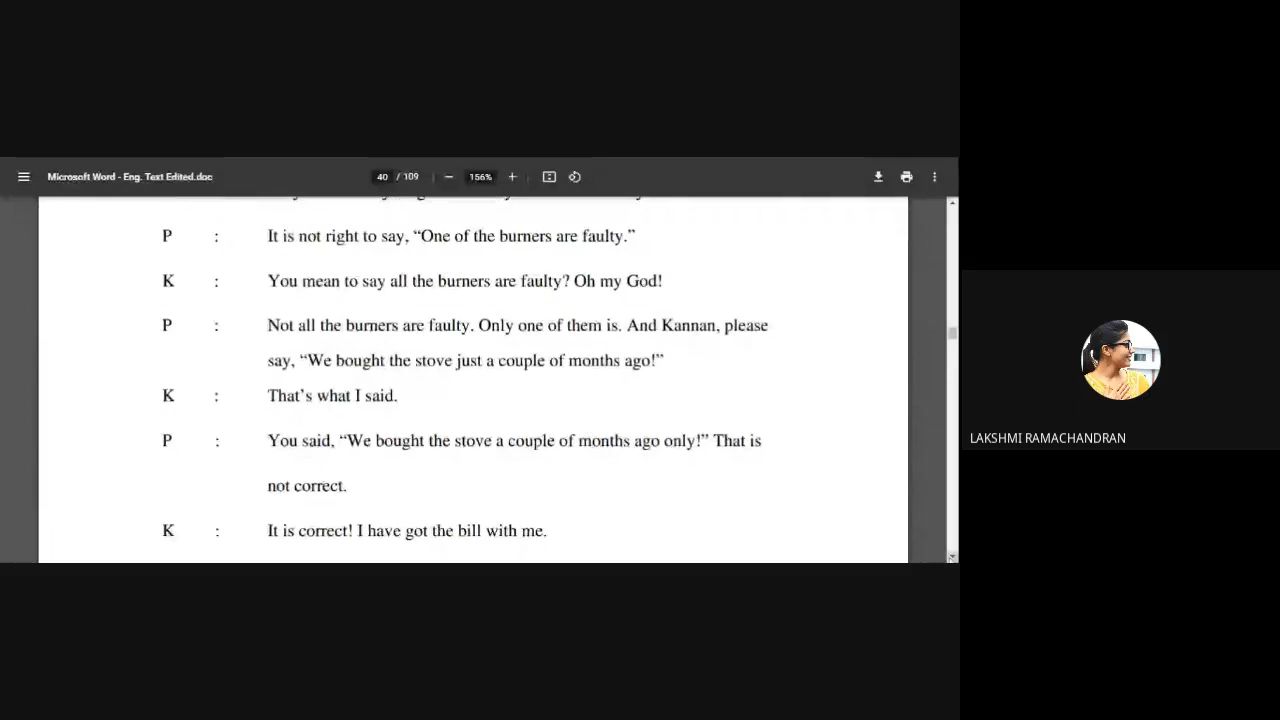 Microsoft Word - Eng. Text Edited.doc 40 / 109 156%
P : It is not right to say, “One of the burners are faulty.”
K : You mean to say all the burners are faulty? Oh my God!
P : Not all the burners are faulty. Only one of them is. And Kannan, please
say, “We bought the stove just a couple of months ago!”
K : That’s what I said.
P : You said, “We bought the stove a couple of months ago only!” That is
not correct.
K : It is correct! I have got the bill with me.
LAKSHMI RAMACHANDRAN